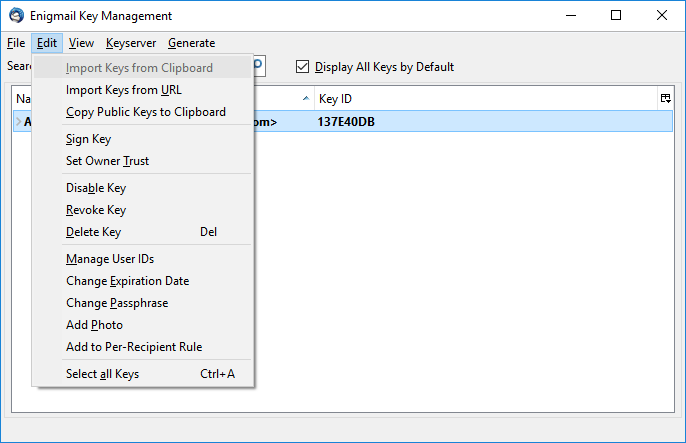 Enigmail Key Management
File Edit View Keyserver Generate
Display All Keys by Default
Key ID
om> 137E40DB
Import Keys from Clipboard
Import Keys from URL
Copy Public Keys to Clipboard
Sign Key
Set Owner Trust
Disable Key
Revoke Key
Delete Key Del
Manage User IDs
Change Expiration Date
Change Passphrase
Add Photo
Add to Per-Recipient Rule
Select all Keys Ctrl+A